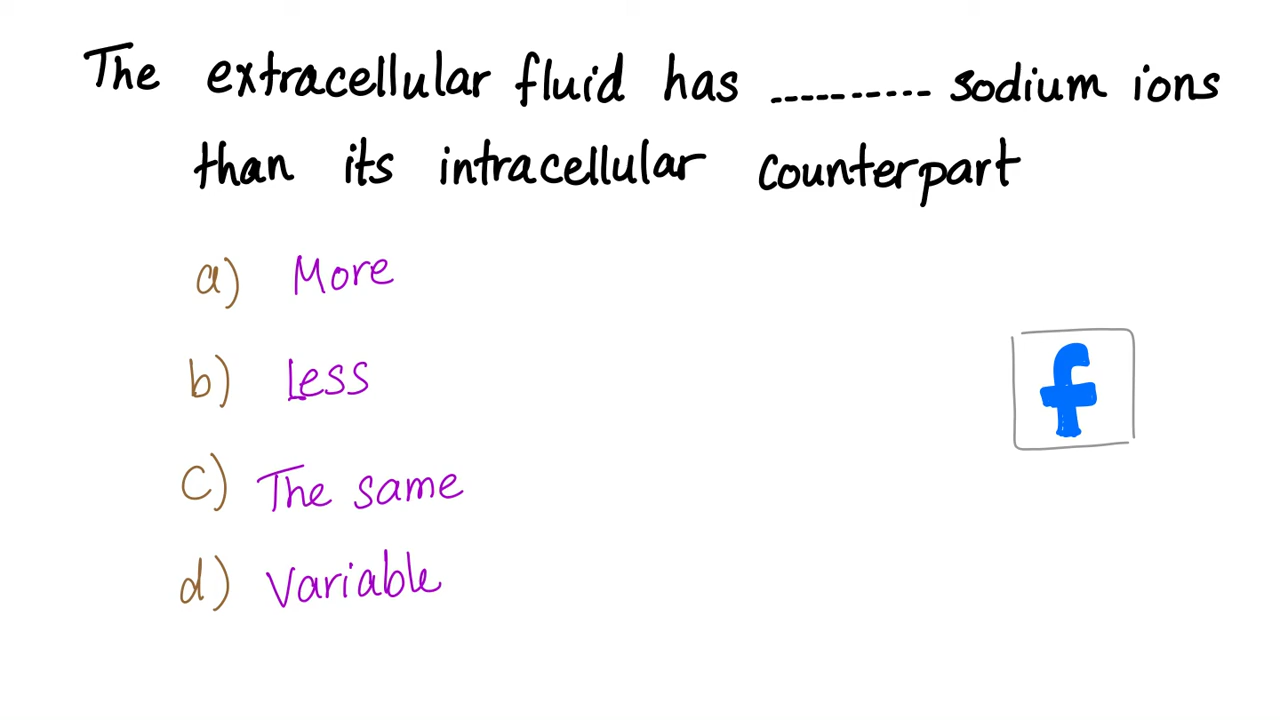 The extracellular fluid has ---------- sodium ions
than its intracellular counterpart
a) More
b) Less
c) The same
d) Variable
f